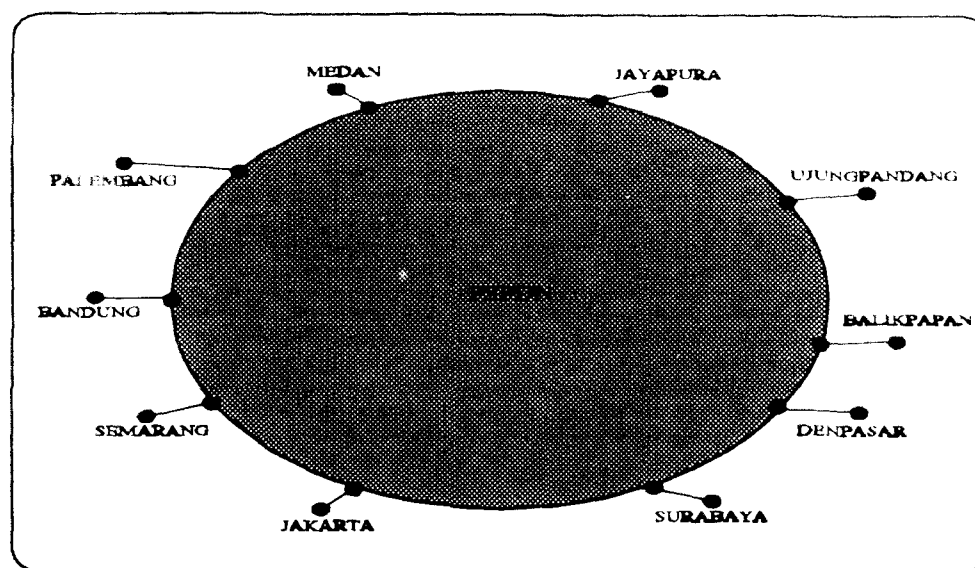 MEDAN
JAYAPURA
PALEMBANG
UJUNGPANDANG
BANDUNG
BALIKPAPAN
SEMARANG
DENPASAR
JAKARTA
SURABAYA